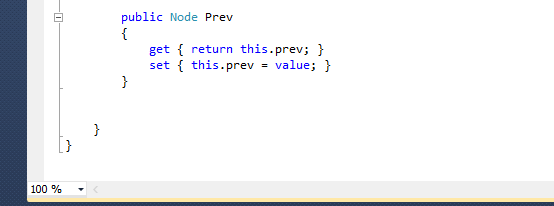 public Node Prev
{
get { return this.prev; }
set { this.prev = value; }
}
}
}
100 %